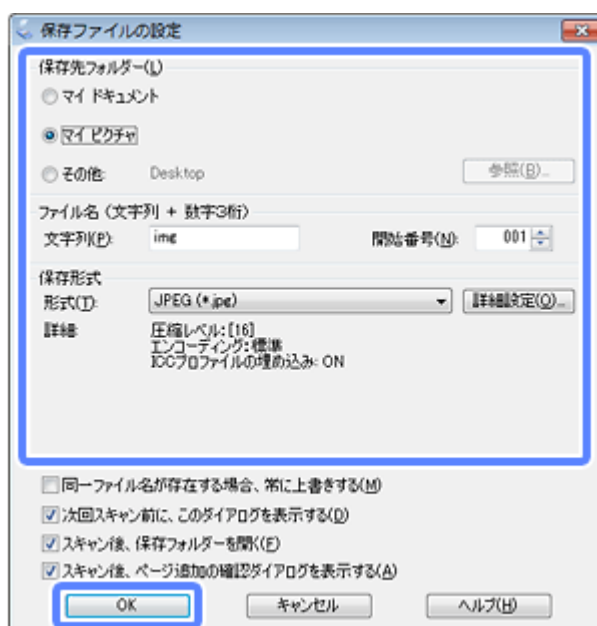 保存ファイルの設定
保存先フォルダー(L)
マイ ドキュメント
マイ ピクチャ
その他: Desktop 参照(B)...
ファイル名 (文字列 + 数字3桁)
文字列(P): img 開始番号(N): 001
保存形式
形式(T): JPEG (*.jpg) 詳細設定(O)...
詳細: 圧縮レベル:[16]
エンコーディング:標準
ICCプロファイルの埋め込み: ON
同一ファイル名が存在する場合、常に上書きする(M)
次回スキャン前に、このダイアログを表示する(D)
スキャン後、保存フォルダーを開く(F)
スキャン後、ページ追加の確認ダイアログを表示する(A)
OK キャンセル ヘルプ(H)